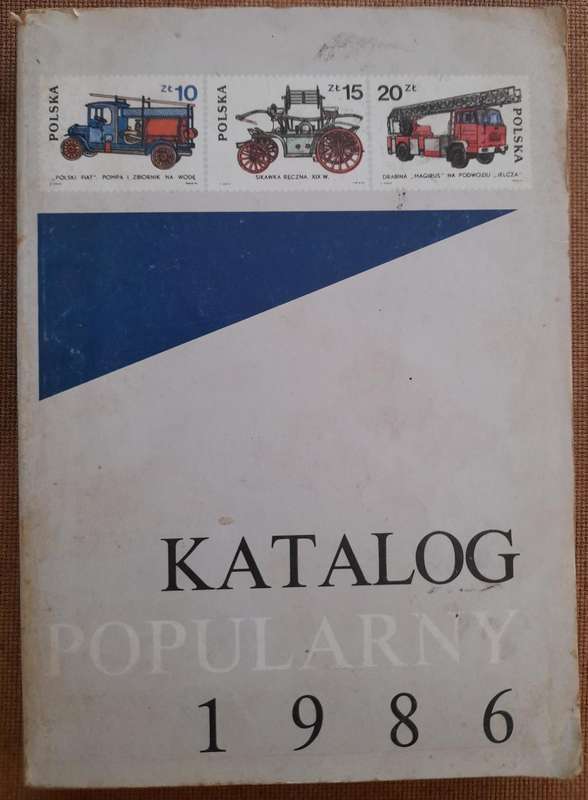 POLSKA
ZŁ 10
„POLSKI FIAT” POMPA I ZBIORNIK NA WODĘ
POLSKA
ZŁ 15
SIKAWKA RĘCZNA XIX W.
20 ZŁ
POLSKA
DRABINA „MAGIRUS” NA PODWOZIU „JELCZA”
KATALOG
POPULARNY
1986